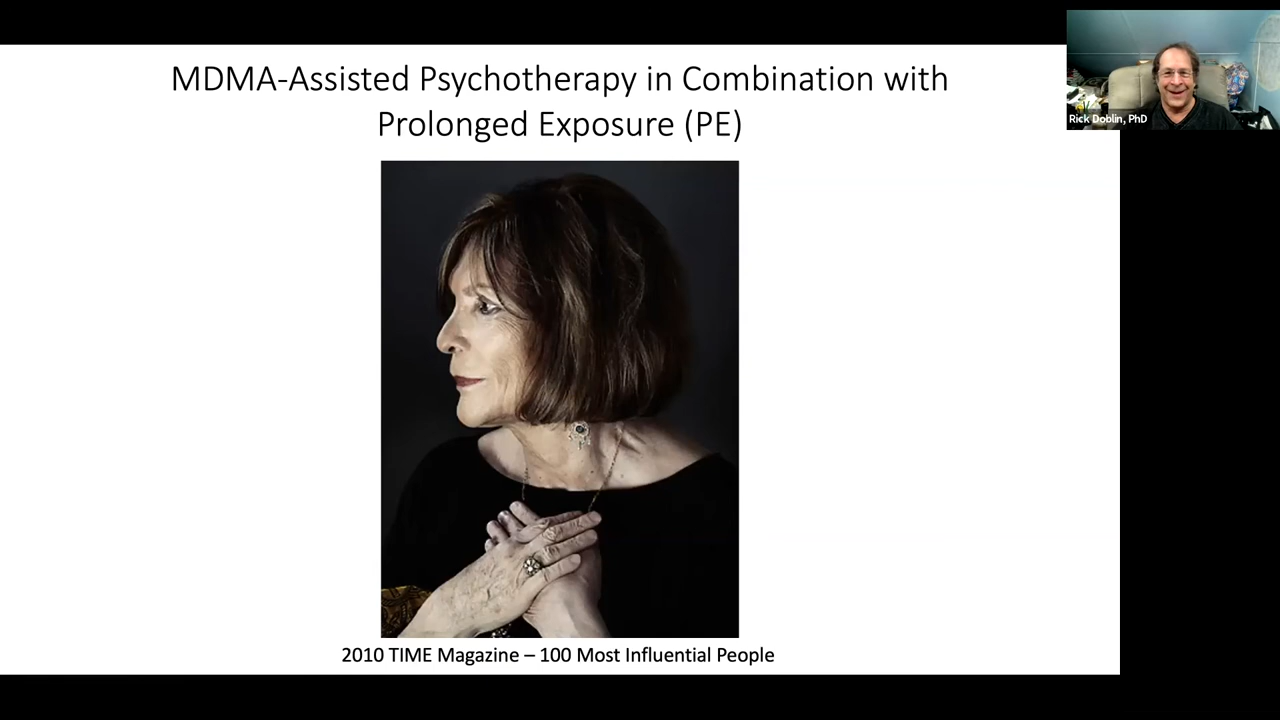 MDMA-Assisted Psychotherapy in Combination with
Prolonged Exposure (PE)
Rick Doblin, PhD
2010 TIME Magazine – 100 Most Influential People